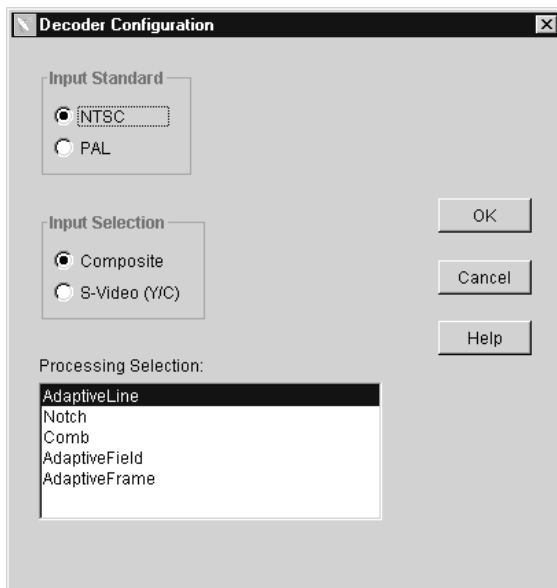 Decoder Configuration
Input Standard
NTSC
PAL
Input Selection
Composite
S-Video (Y/C)
OK
Cancel
Help
Processing Selection:
AdaptiveLine
Notch
Comb
AdaptiveField
AdaptiveFrame